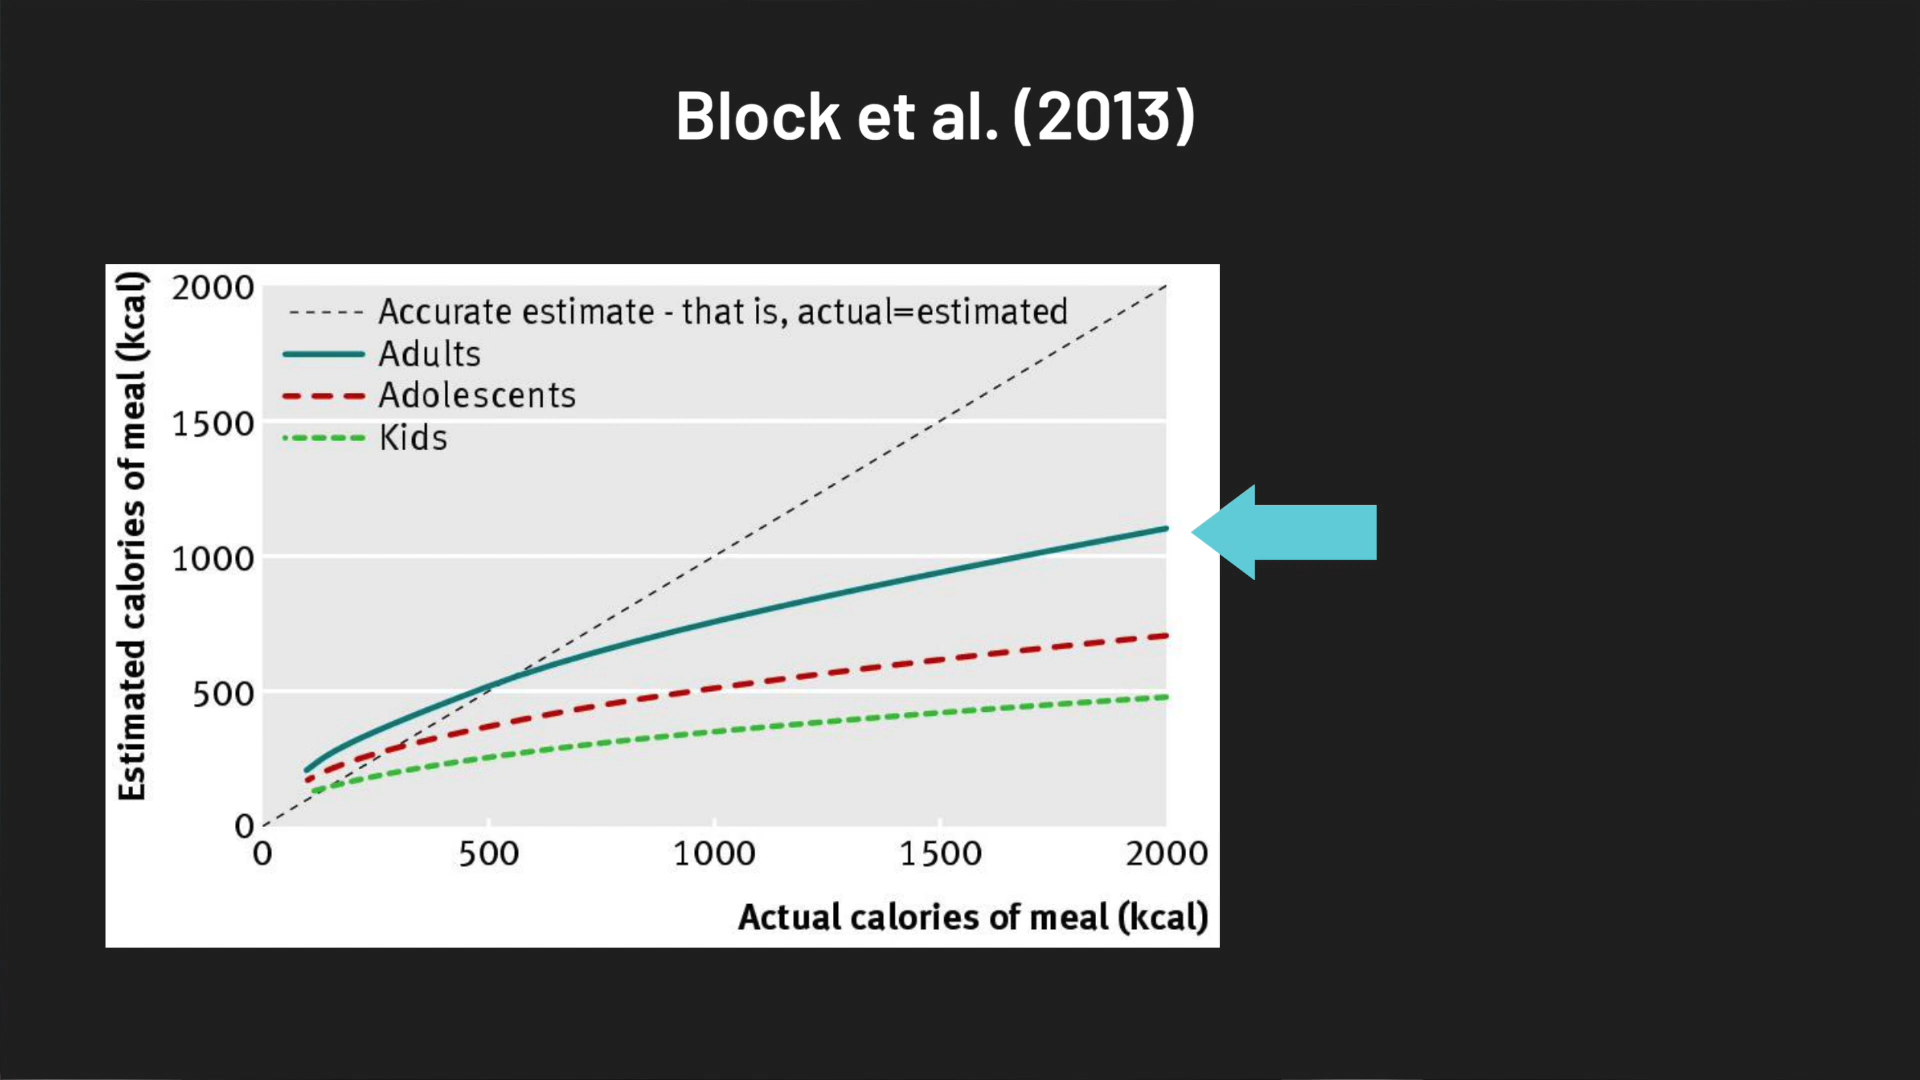 Block et al. (2013)
Estimated calories of meal (kcal)
2000
1500
1000
500
0
Accurate estimate - that is, actual=estimated
Adults
Adolescents
Kids
0 500 1000 1500 2000
Actual calories of meal (kcal)